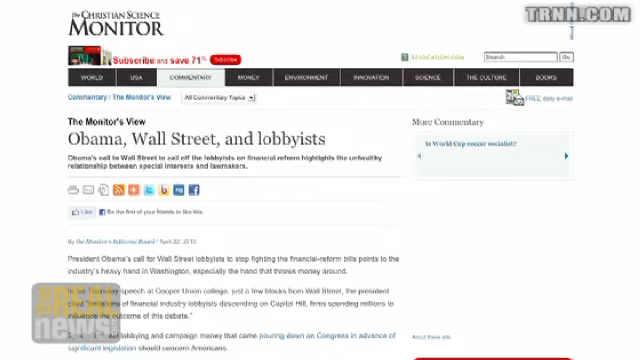 TRNN.COM
The CHRISTIAN SCIENCE
MONITOR
Subscribe and save 71% Subscribe
Search Go
WORLD USA COMMENTARY MONEY ENVIRONMENT INNOVATION SCIENCE THE CULTURE BOOKS
Commentary / The Monitor's View All Commentary Topics FREE daily e-mail
The Monitor's View
Obama, Wall Street, and lobbyists
Obama's call to Wall Street to call off the lobbyists on financial reform highlights the unhealthy
relationship between special interests and lawmakers.
More Commentary
Is World Cup soccer socialist?
Like Be the first of your friends to like this.
By the Monitor's Editorial Board / April 22, 2010
President Obama's call for Wall Street lobbyists to stop fighting the financial-reform bills points to the
industry's heavy hand in Washington, especially the hand that throws money around.
In his Thursday speech at Cooper Union college, just a few blocks from Wall Street, the president
of financial industry lobbyists descending on Capitol Hill, firms spending millions to
influence the outcome of this debate."
lobbying and campaign money that came pouring down on Congress in advance of
significant legislation should concern Americans.
About these ads
news!